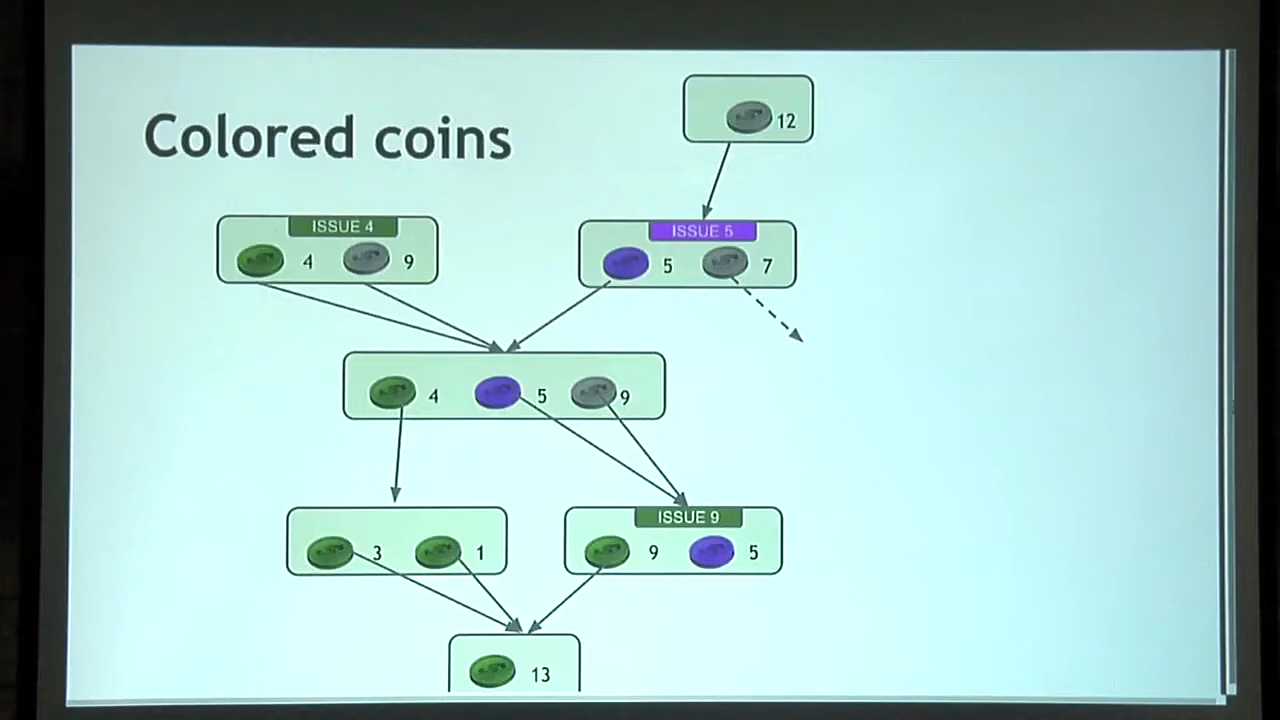 Colored coins
12
ISSUE 4
4 9
ISSUE 5
5 7
4 5 9
3 1
ISSUE 9
9 5
13